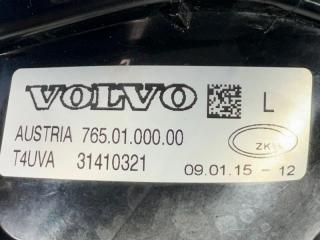 VOLVO L
AUSTRIA 765.01.000.00
ZKW
T4UVA 31410321
09.01.15 - 12